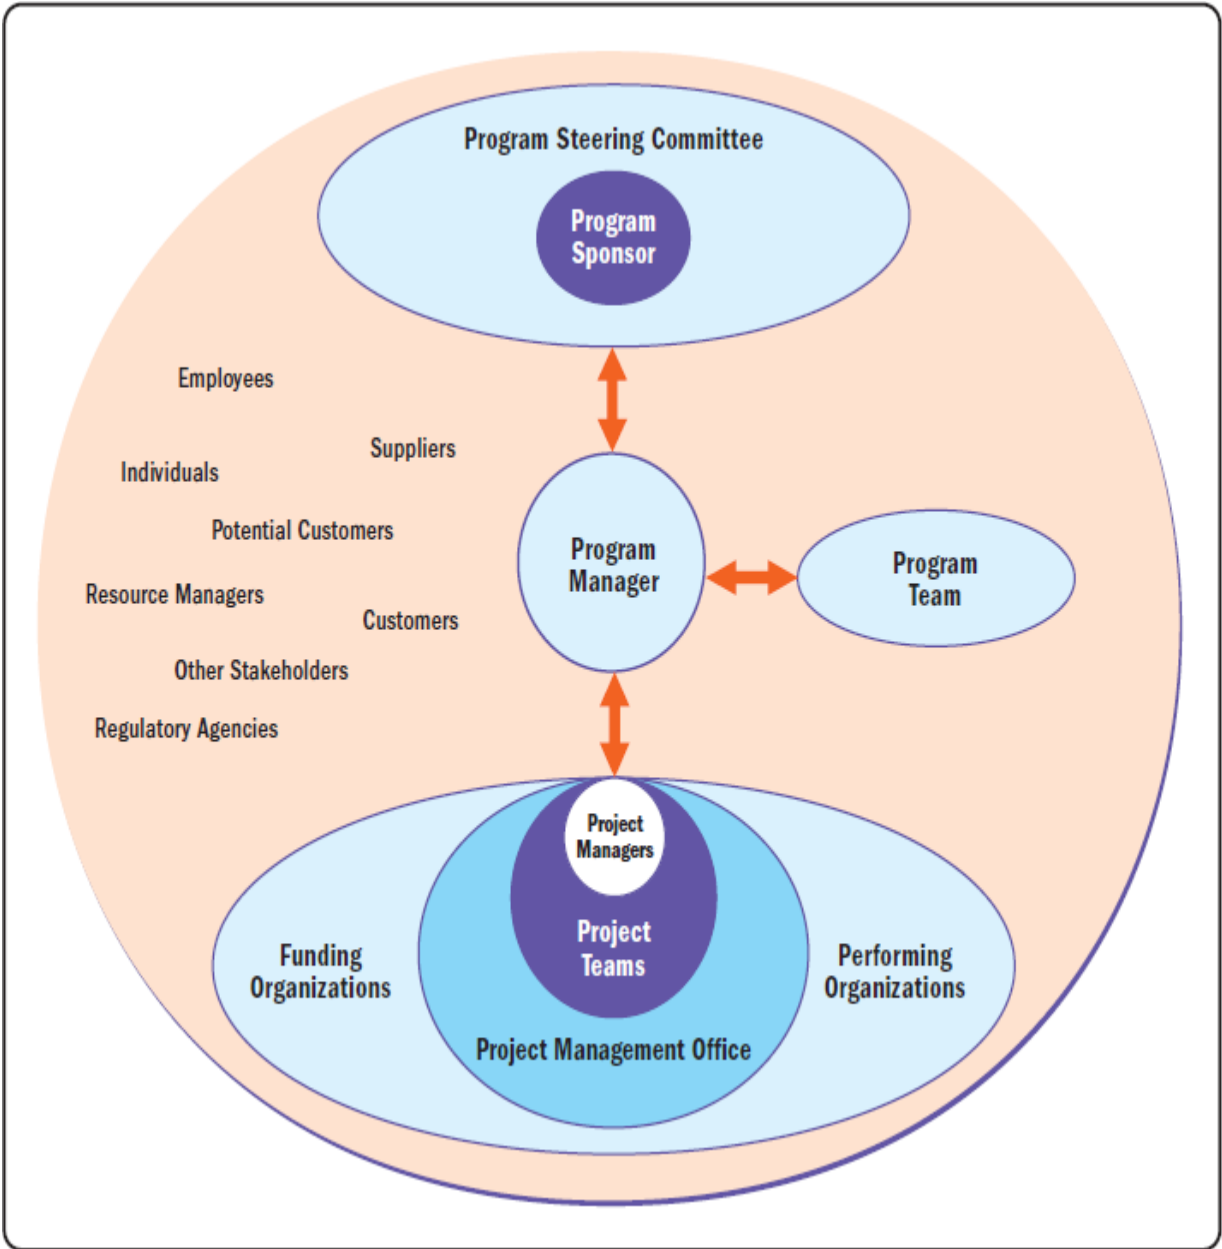 Program Steering Committee
Program
Sponsor
Employees
Suppliers
Individuals
Potential Customers
Program
Manager
Program
Team
Resource Managers
Customers
Other Stakeholders
Regulatory Agencies
Project
Managers
Project
Teams
Funding
Organizations
Performing
Organizations
Project Management Office